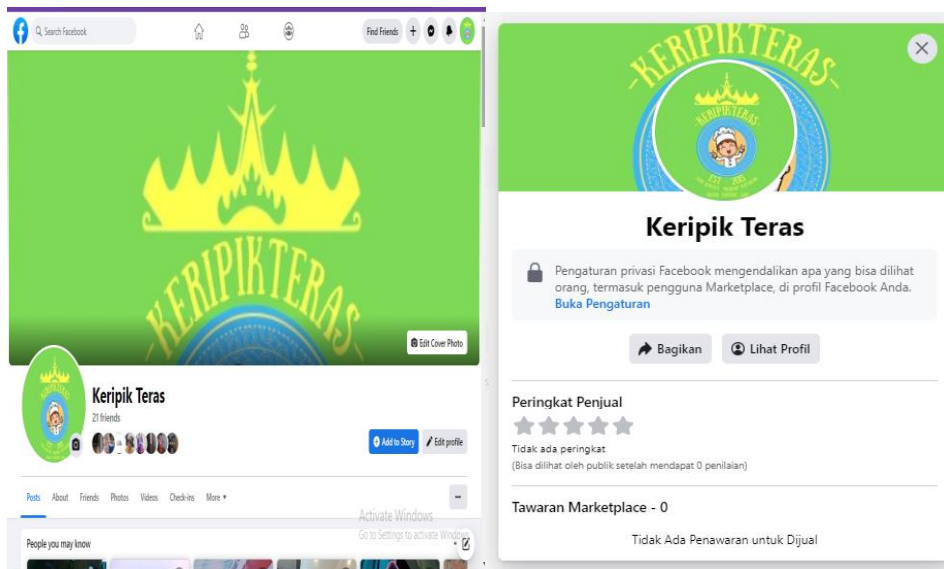 Search Facebook
Find Friends
KERIPIKTERAS
Edit Cover Photo
Keripik Teras
21 friends
Add to Story
Edit profile
Posts About Friends Photos Videos Check-ins More
Activate Windows
Go to Settings to activate Windows
People you may know
-KERIPIKTERAS-
-KERIPIKTERAS-
EST - 2015
Keripik Teras
Pengaturan privasi Facebook mengendalikan apa yang bisa dilihat
orang, termasuk pengguna Marketplace, di profil Facebook Anda.
Buka Pengaturan
Bagikan
Lihat Profil
Peringkat Penjual
Tidak ada peringkat
(Bisa dilihat oleh publik setelah mendapat 0 penilaian)
Tawaran Marketplace - 0
Tidak Ada Penawaran untuk Dijual